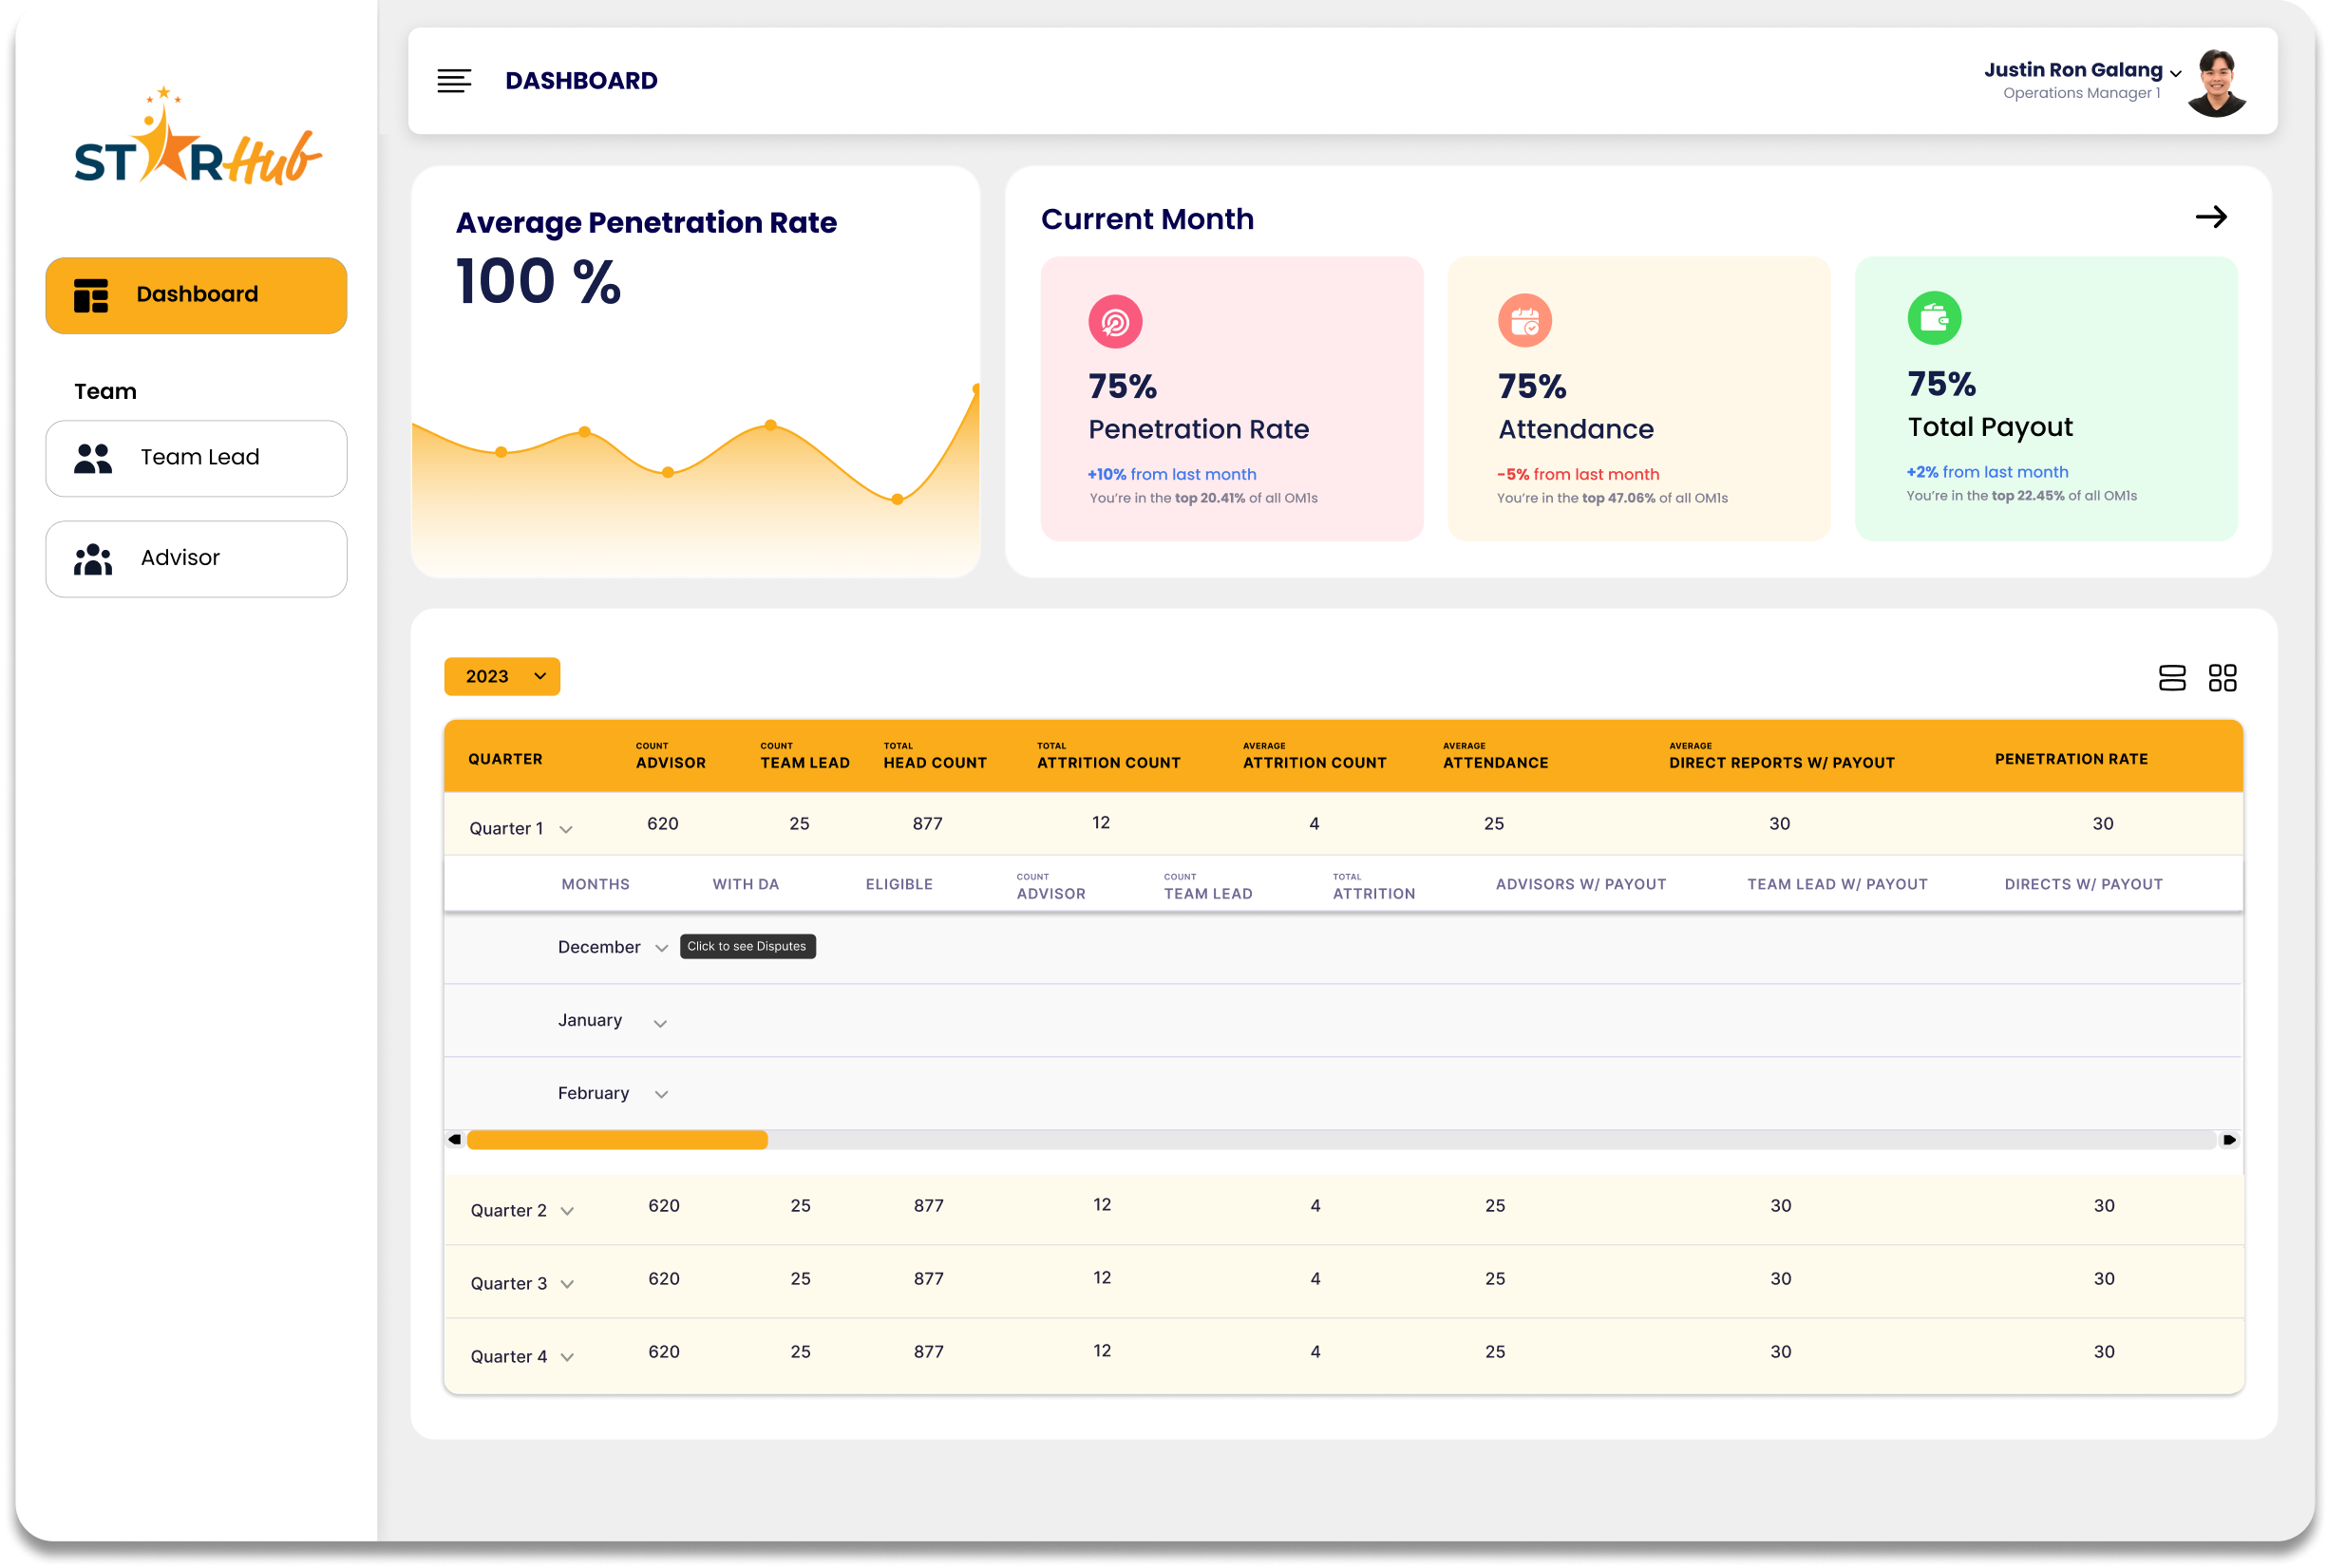 STARHub
Dashboard
Team
Team Lead
Advisor
DASHBOARD
Justin Ron Galang
Operations Manager 1
Average Penetration Rate
100 %
Current Month
75%
Penetration Rate
+10% from last month
You're in the top 20.41% of all OM1s
75%
Attendance
-5% from last month
You're in the top 47.06% of all OM1s
75%
Total Payout
+2% from last month
You're in the top 22.45% of all OM1s
2023
QUARTER COUNT ADVISOR COUNT TEAM LEAD TOTAL HEAD COUNT TOTAL ATTRITION COUNT AVERAGE ATTRITION COUNT AVERAGE ATTENDANCE AVERAGE DIRECT REPORTS W/ PAYOUT PENETRATION RATE
Quarter 1 620 25 877 12 4 25 30 30
MONTHS WITH DA ELIGIBLE COUNT ADVISOR COUNT TEAM LEAD TOTAL ATTRITION ADVISORS W/ PAYOUT TEAM LEAD W/ PAYOUT DIRECTS W/ PAYOUT
December Click to see Disputes
January
February
Quarter 2 620 25 877 12 4 25 30 30
Quarter 3 620 25 877 12 4 25 30 30
Quarter 4 620 25 877 12 4 25 30 30